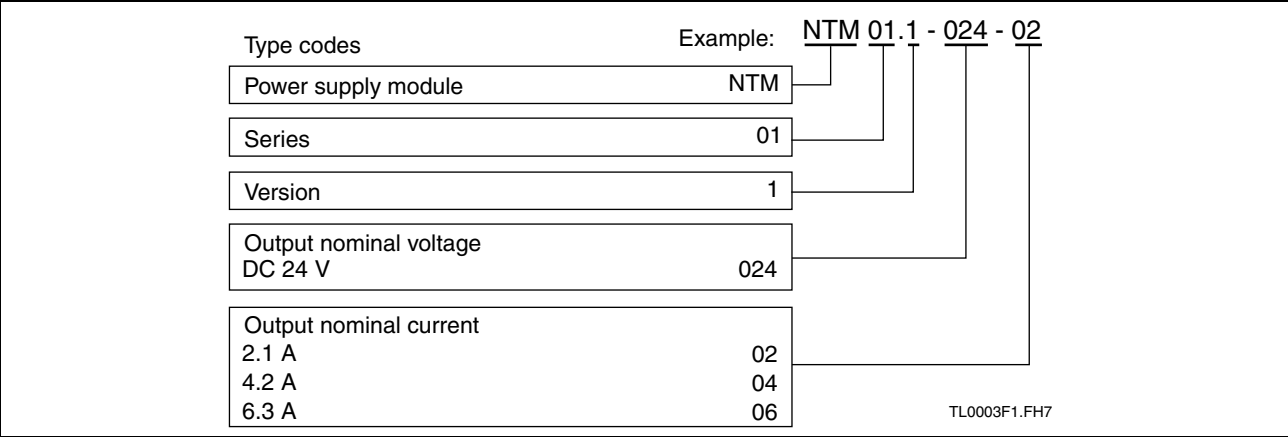 Type codes Example: NTM 01.1 - 024 - 02
Power supply module NTM
Series 01
Version 1
Output nominal voltage
DC 24 V 024
Output nominal current
2.1 A 02
4.2 A 04
6.3 A 06
TL0003F1.FH7